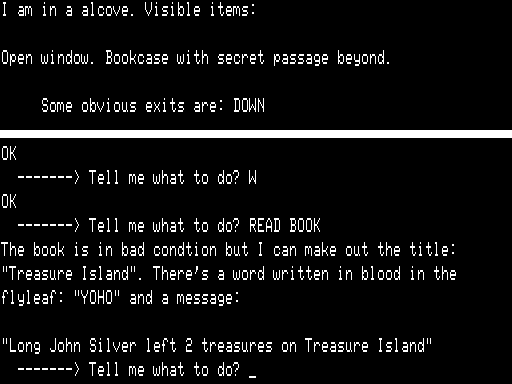 I am in a alcove. Visible items:
Open window. Bookcase with secret passage beyond.
Some obvious exits are: DOWN
OK
-------> Tell me what to do? W
OK
-------> Tell me what to do? READ BOOK
The book is in bad condtion but I can make out the title:
"Treasure Island". There's a word written in blood in the
flyleaf: "YOHO" and a message:
"Long John Silver left 2 treasures on Treasure Island"
-------> Tell me what to do? _